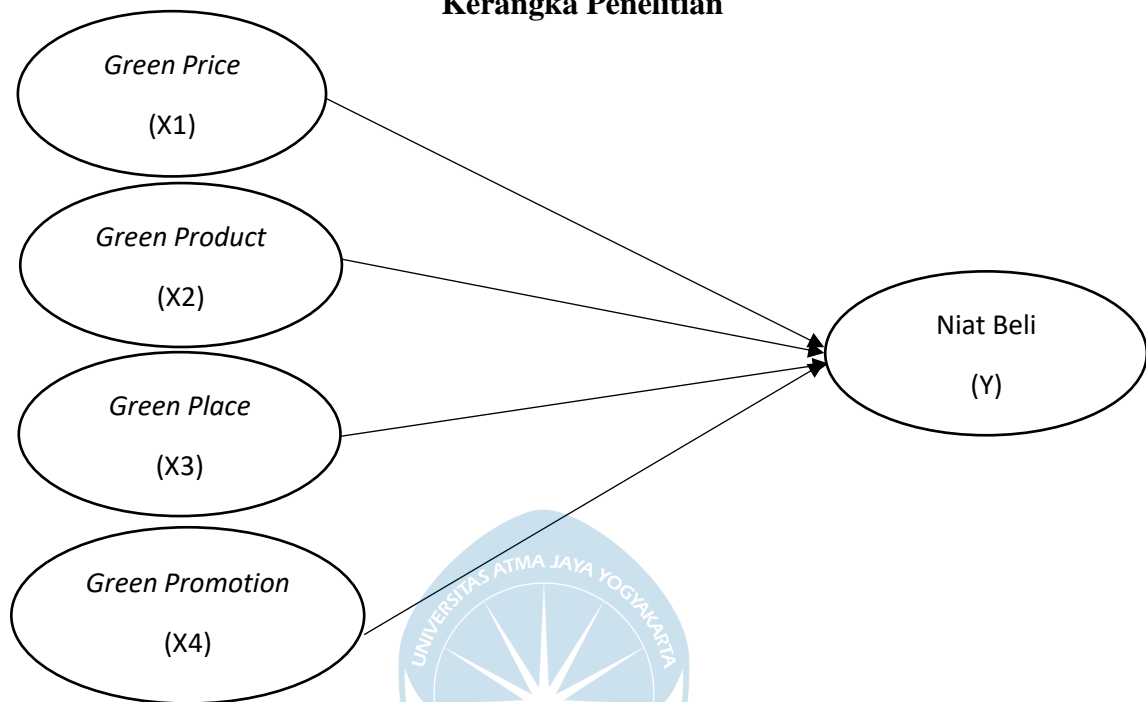 Kerangka Penelitian
Green Price
(X1)
Green Product
(X2)
Green Place
(X3)
Green Promotion
(X4)
Niat Beli
(Y)
UNIVERSITAS ATMA JAYA YOGYAKARTA